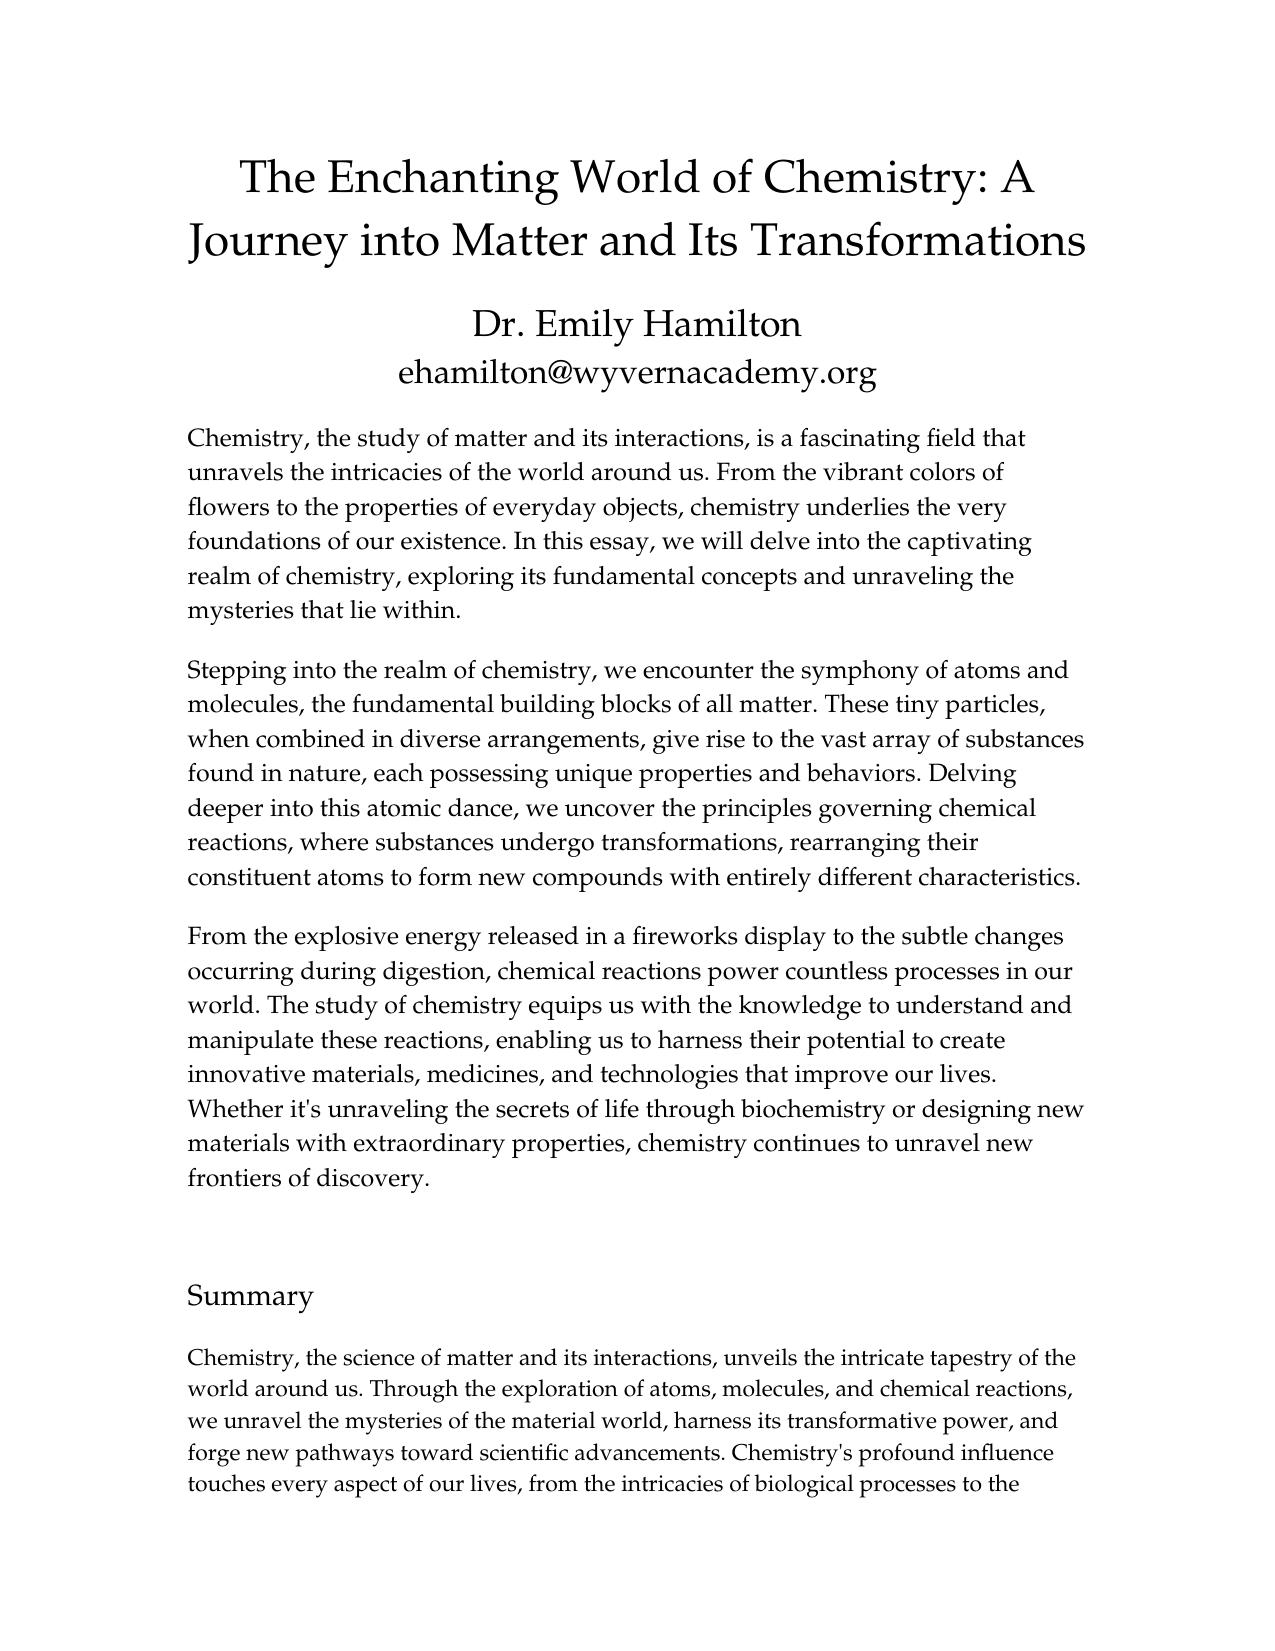 The Enchanting World of Chemistry: A
Journey into Matter and Its Transformations
Dr. Emily Hamilton
ehamilton@wyvernacademy.org
Chemistry, the study of matter and its interactions, is a fascinating field that
unravels the intricacies of the world around us. From the vibrant colors of
flowers to the properties of everyday objects, chemistry underlies the very
foundations of our existence. In this essay, we will delve into the captivating
realm of chemistry, exploring its fundamental concepts and unraveling the
mysteries that lie within.
Stepping into the realm of chemistry, we encounter the symphony of atoms and
molecules, the fundamental building blocks of all matter. These tiny particles,
when combined in diverse arrangements, give rise to the vast array of substances
found in nature, each possessing unique properties and behaviors. Delving
deeper into this atomic dance, we uncover the principles governing chemical
reactions, where substances undergo transformations, rearranging their
constituent atoms to form new compounds with entirely different characteristics.
From the explosive energy released in a fireworks display to the subtle changes
occurring during digestion, chemical reactions power countless processes in our
world. The study of chemistry equips us with the knowledge to understand and
manipulate these reactions, enabling us to harness their potential to create
innovative materials, medicines, and technologies that improve our lives.
Whether it's unraveling the secrets of life through biochemistry or designing new
materials with extraordinary properties, chemistry continues to unravel new
frontiers of discovery.
Summary
Chemistry, the science of matter and its interactions, unveils the intricate tapestry of the
world around us. Through the exploration of atoms, molecules, and chemical reactions,
we unravel the mysteries of the material world, harness its transformative power, and
forge new pathways toward scientific advancements. Chemistry's profound influence
touches every aspect of our lives, from the intricacies of biological processes to the